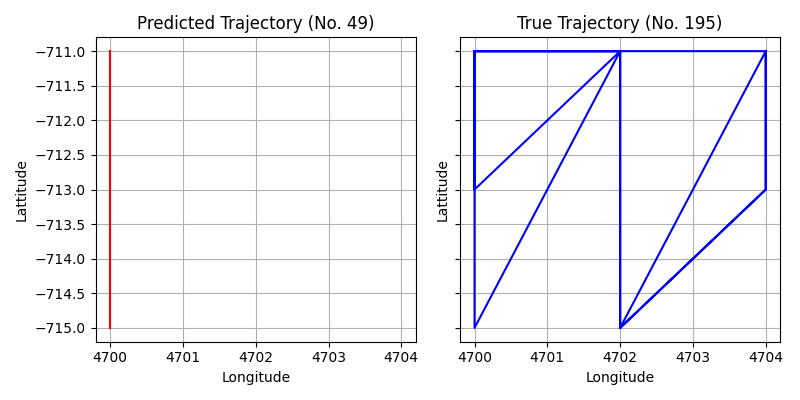 Predicted Trajectory (No. 49)
True Trajectory (No. 195)
−711.0
−711.5
−712.0
−712.5
−713.0
−713.5
−714.0
−714.5
−715.0
Lattitude
4700 4701 4702 4703 4704
Longitude
Lattitude
4700 4701 4702 4703 4704
Longitude